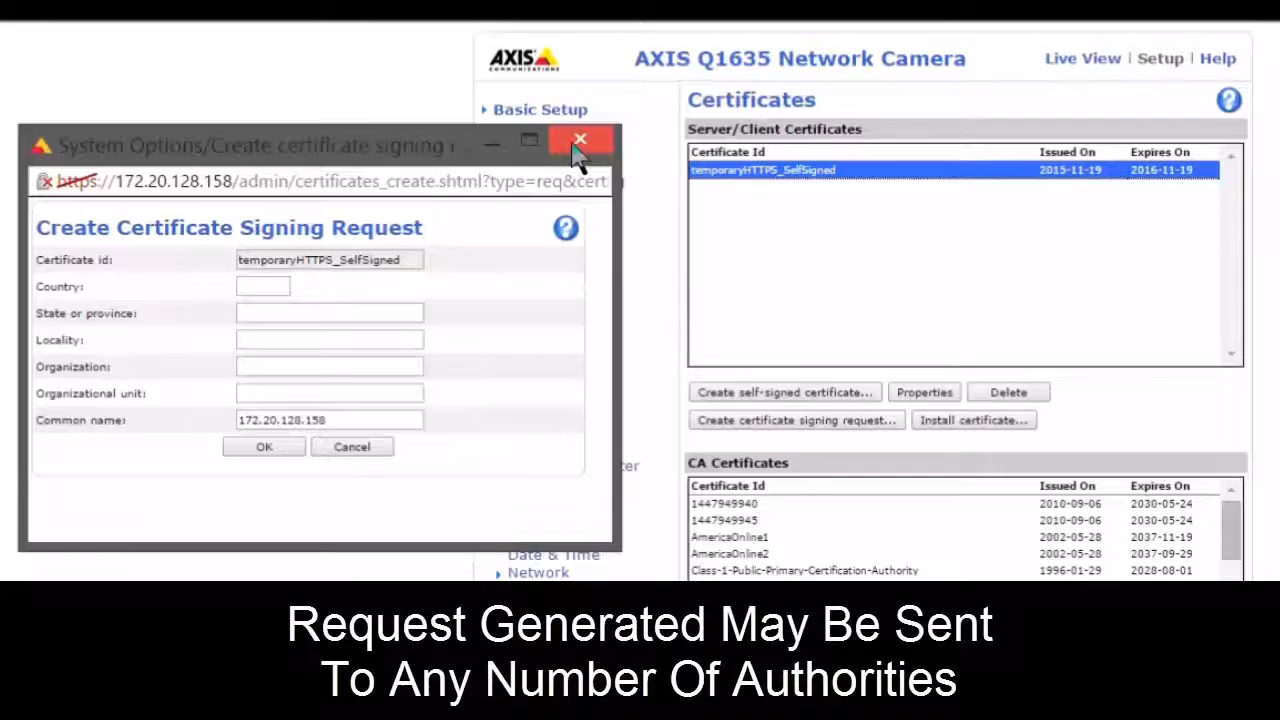 AXIS
COMMUNICATIONS
AXIS Q1635 Network Camera
Live View | Setup | Help
Basic Setup
Certificates
Server/Client Certificates
Certificate Id Issued On Expires On
temporaryHTTPS_SelfSigned 2015-11-19 2016-11-19
Create self-signed certificate... Properties Delete
Create certificate signing request... Install certificate...
CA Certificates
Certificate Id Issued On Expires On
1447949940 2010-09-06 2030-05-24
1447949945 2010-09-06 2030-05-24
AmericaOnline1 2002-05-28 2037-11-19
AmericaOnline2 2002-05-28 2037-09-29
Class-1-Public-Primary-Certification-Authority 1996-01-29 2028-08-01
System Options/Create certificate signing
https://172.20.128.158/admin/certificates_create.shtml?type=req&cert
Create Certificate Signing Request
Certificate id: temporaryHTTPS_SelfSigned
Country:
State or province:
Locality:
Organization:
Organizational unit:
Common name: 172.20.128.158
OK Cancel
ter
Date & Time
Network
Request Generated May Be Sent
To Any Number Of Authorities